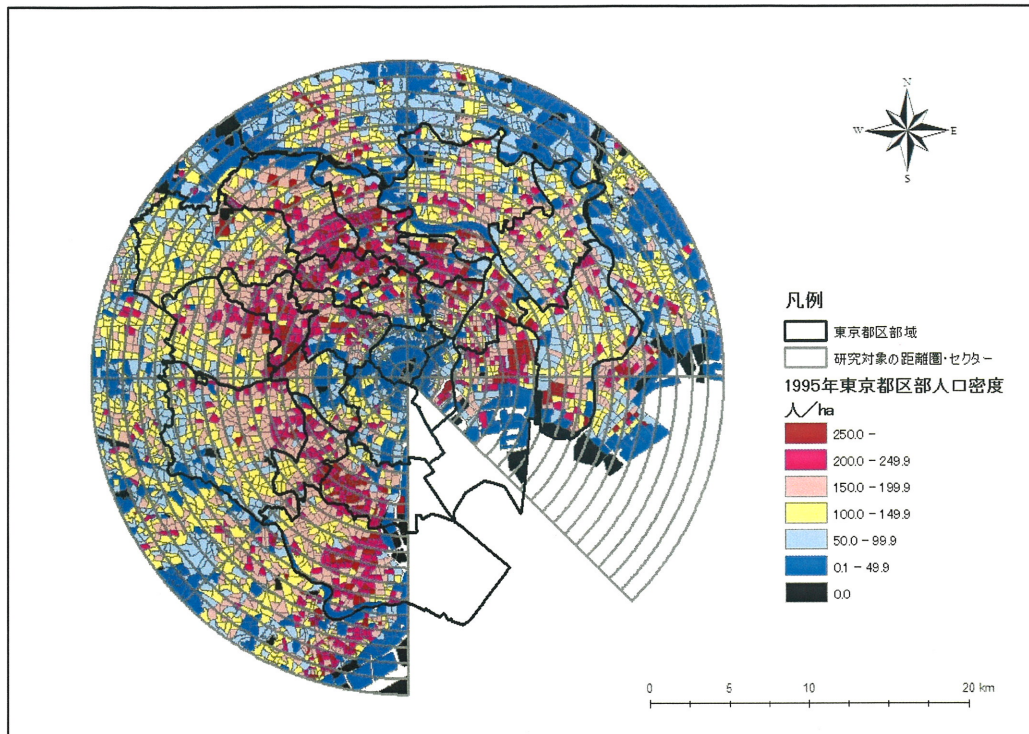 N
W
E
S
凡例
東京都区部域
研究対象の距離圏・セクター
1995年東京都区部人口密度
人/ha
250.0 -
200.0 - 249.9
150.0 - 199.9
100.0 - 149.9
50.0 - 99.9
0.1 - 49.9
0.0
0 5 10 20 km